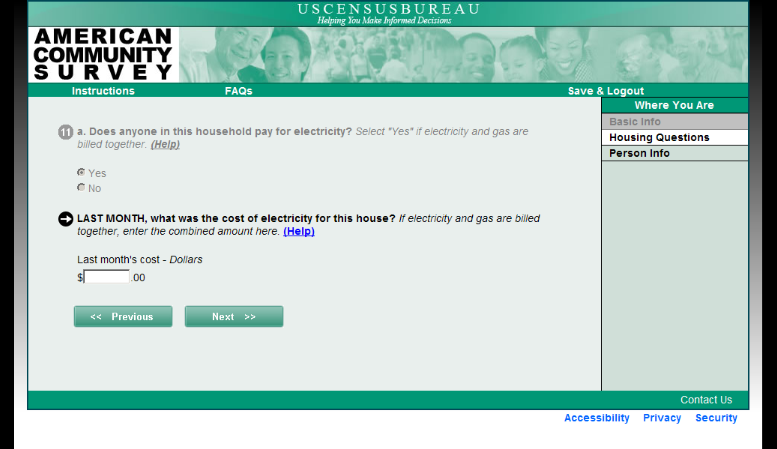 USCENSUSBUREAU
Helping You Make Informed Decisions
AMERICAN
COMMUNITY
SURVEY
Instructions FAQs Save & Logout
Where You Are
Basic Info
Housing Questions
Person Info
11 a. Does anyone in this household pay for electricity? Select "Yes" if electricity and gas are
billed together. (Help)
Yes
No
LAST MONTH, what was the cost of electricity for this house? If electricity and gas are billed
together, enter the combined amount here. (Help)
Last month's cost - Dollars
$ .00
<< Previous Next >>
Contact Us
Accessibility Privacy Security